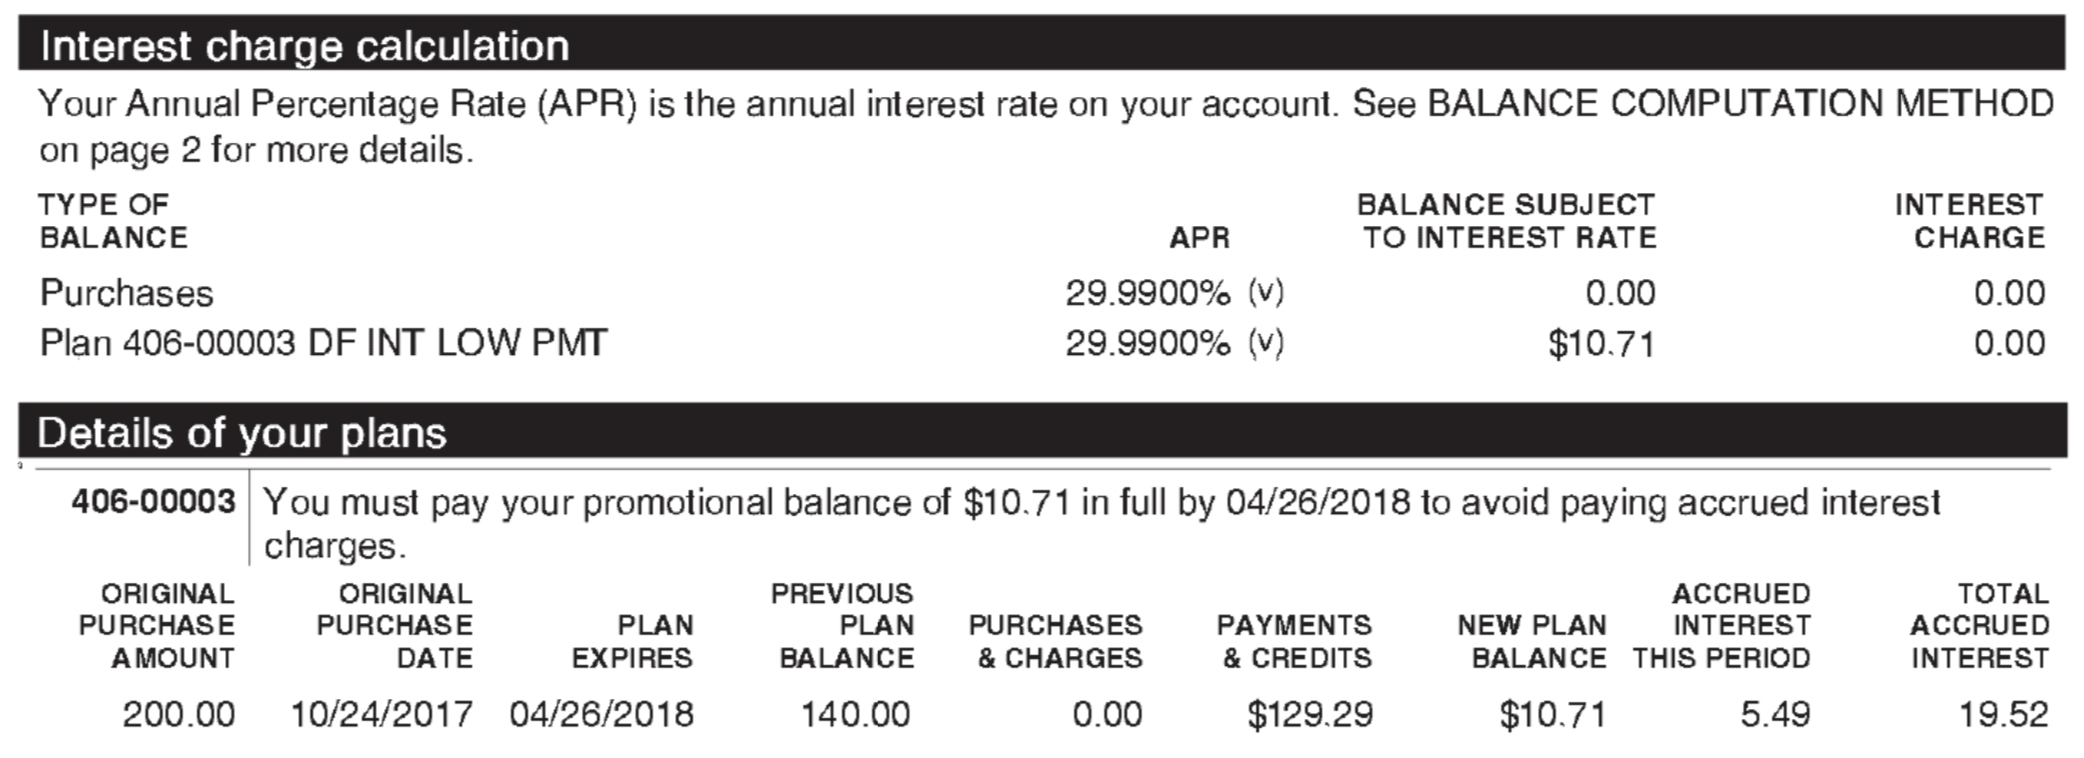 Interest charge calculation
Your Annual Percentage Rate (APR) is the annual interest rate on your account. See BALANCE COMPUTATION METHOD
on page 2 for more details.
TYPE OF BALANCE APR BALANCE SUBJECT TO INTEREST RATE INTEREST CHARGE
Purchases 29.9900% (v) 0.00 0.00
Plan 406-00003 DF INT LOW PMT 29.9900% (v) $10.71 0.00
Details of your plans
406-00003 You must pay your promotional balance of $10.71 in full by 04/26/2018 to avoid paying accrued interest
charges.
ORIGINAL PURCHASE AMOUNT ORIGINAL PURCHASE DATE PLAN EXPIRES PREVIOUS PLAN BALANCE PURCHASES & CHARGES PAYMENTS & CREDITS NEW PLAN BALANCE ACCRUED INTEREST THIS PERIOD TOTAL ACCRUED INTEREST
200.00 10/24/2017 04/26/2018 140.00 0.00 $129.29 $10.71 5.49 19.52